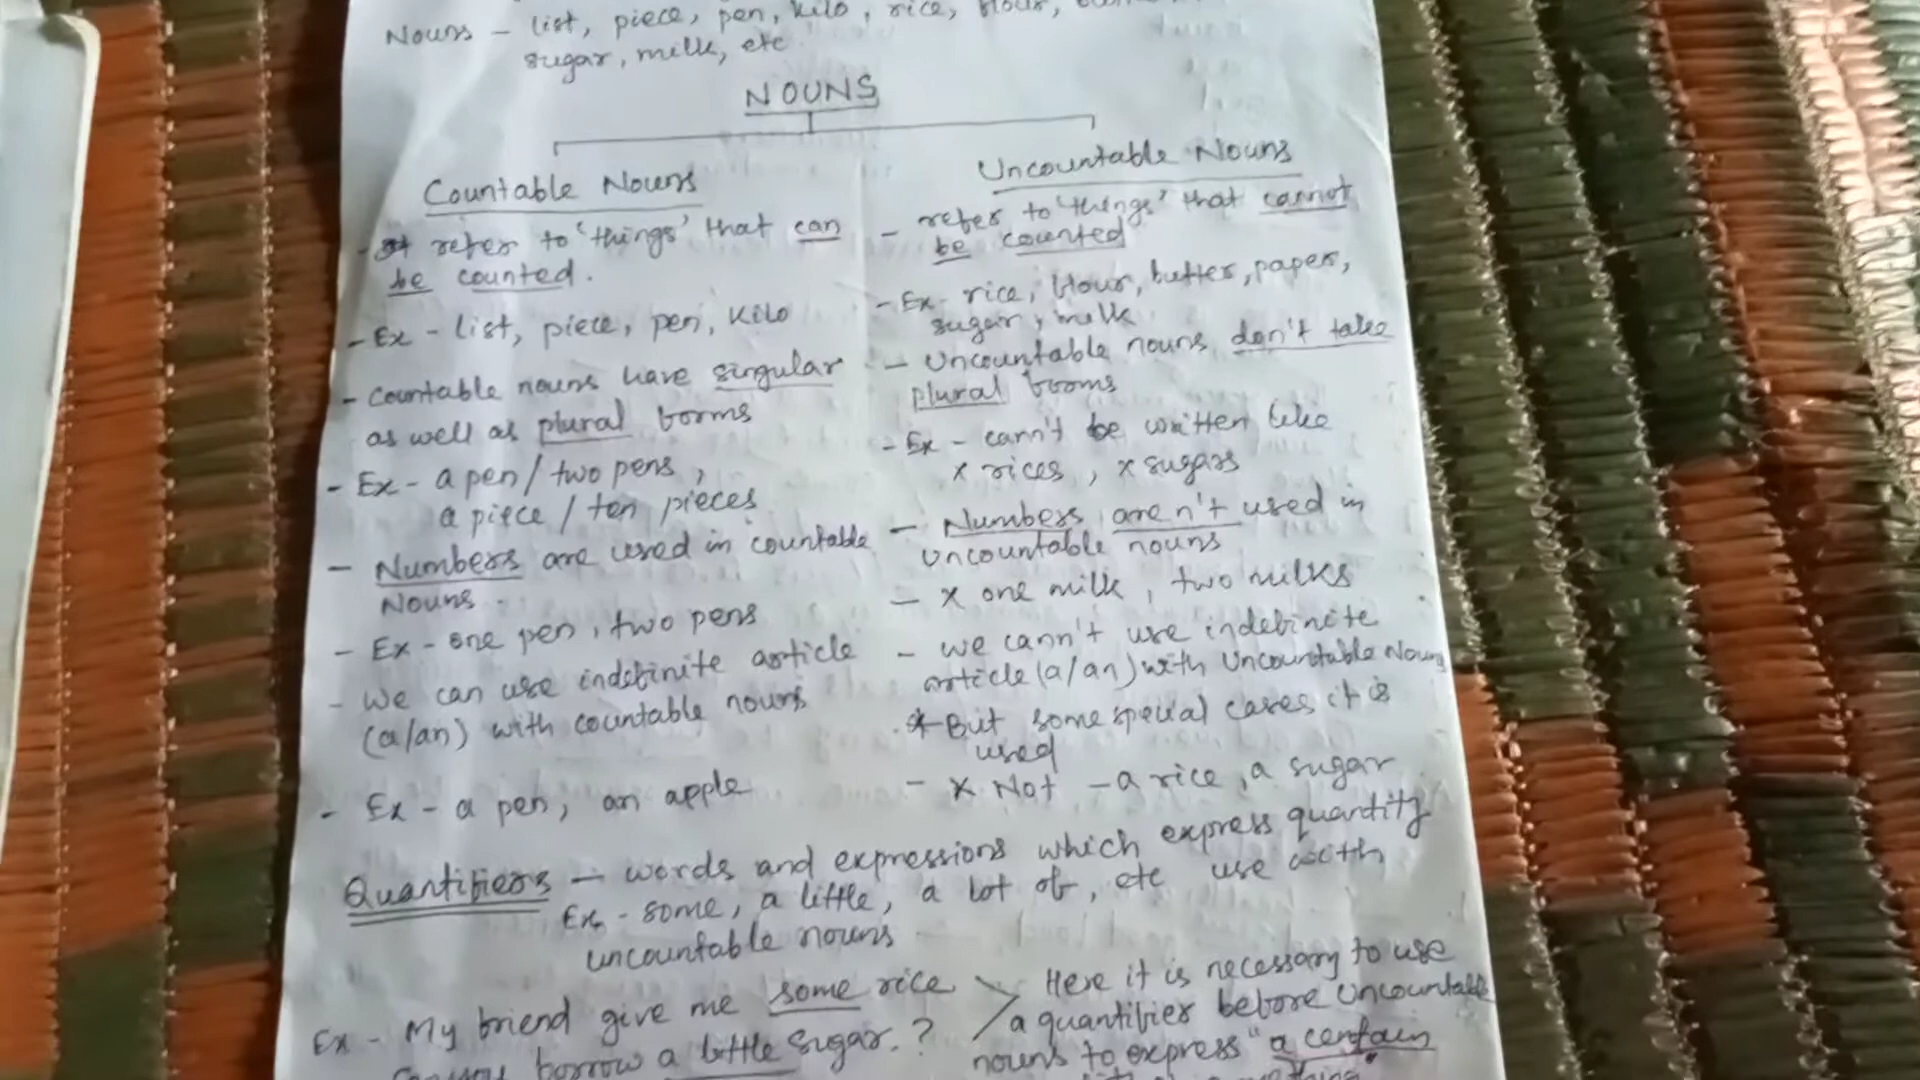 Nouns - list, piece, pen, kilo, rice, flour,
sugar, milk, etc
NOUNS
Countable Nouns
- refer to 'things' that can
be counted.
- Ex - list, piece, pen, kilo
- countable nouns have singular
as well as plural forms
- Ex - a pen/two pens,
a piece/ten pieces
- Numbers are used in countable
Nouns.
- Ex - one pen, two pens
- we can use indefinite article
(a/an) with countable nouns
- Ex - a pen, an apple
Uncountable Nouns
- refer to 'things' that cannot
be counted
- Ex - rice, flour, butter, paper,
sugar, milk
- Uncountable nouns don't take
plural forms
- Ex - cann't be written like
x rices, x sugars
- Numbers aren't used in
uncountable nouns
- x one milk, two milks
- we cann't use indefinite
article (a/an) with Uncountable Nouns
* But some special cases it is
used
- x Not - a rice, a sugar
Quantifiers - words and expressions which express quantity
Ex - some, a little, a lot of, etc use with
uncountable nouns
Ex - My friend give me some rice
borrow a little sugar.?
Here it is necessary to use
a quantifier before Uncountable
nouns to express "a certain